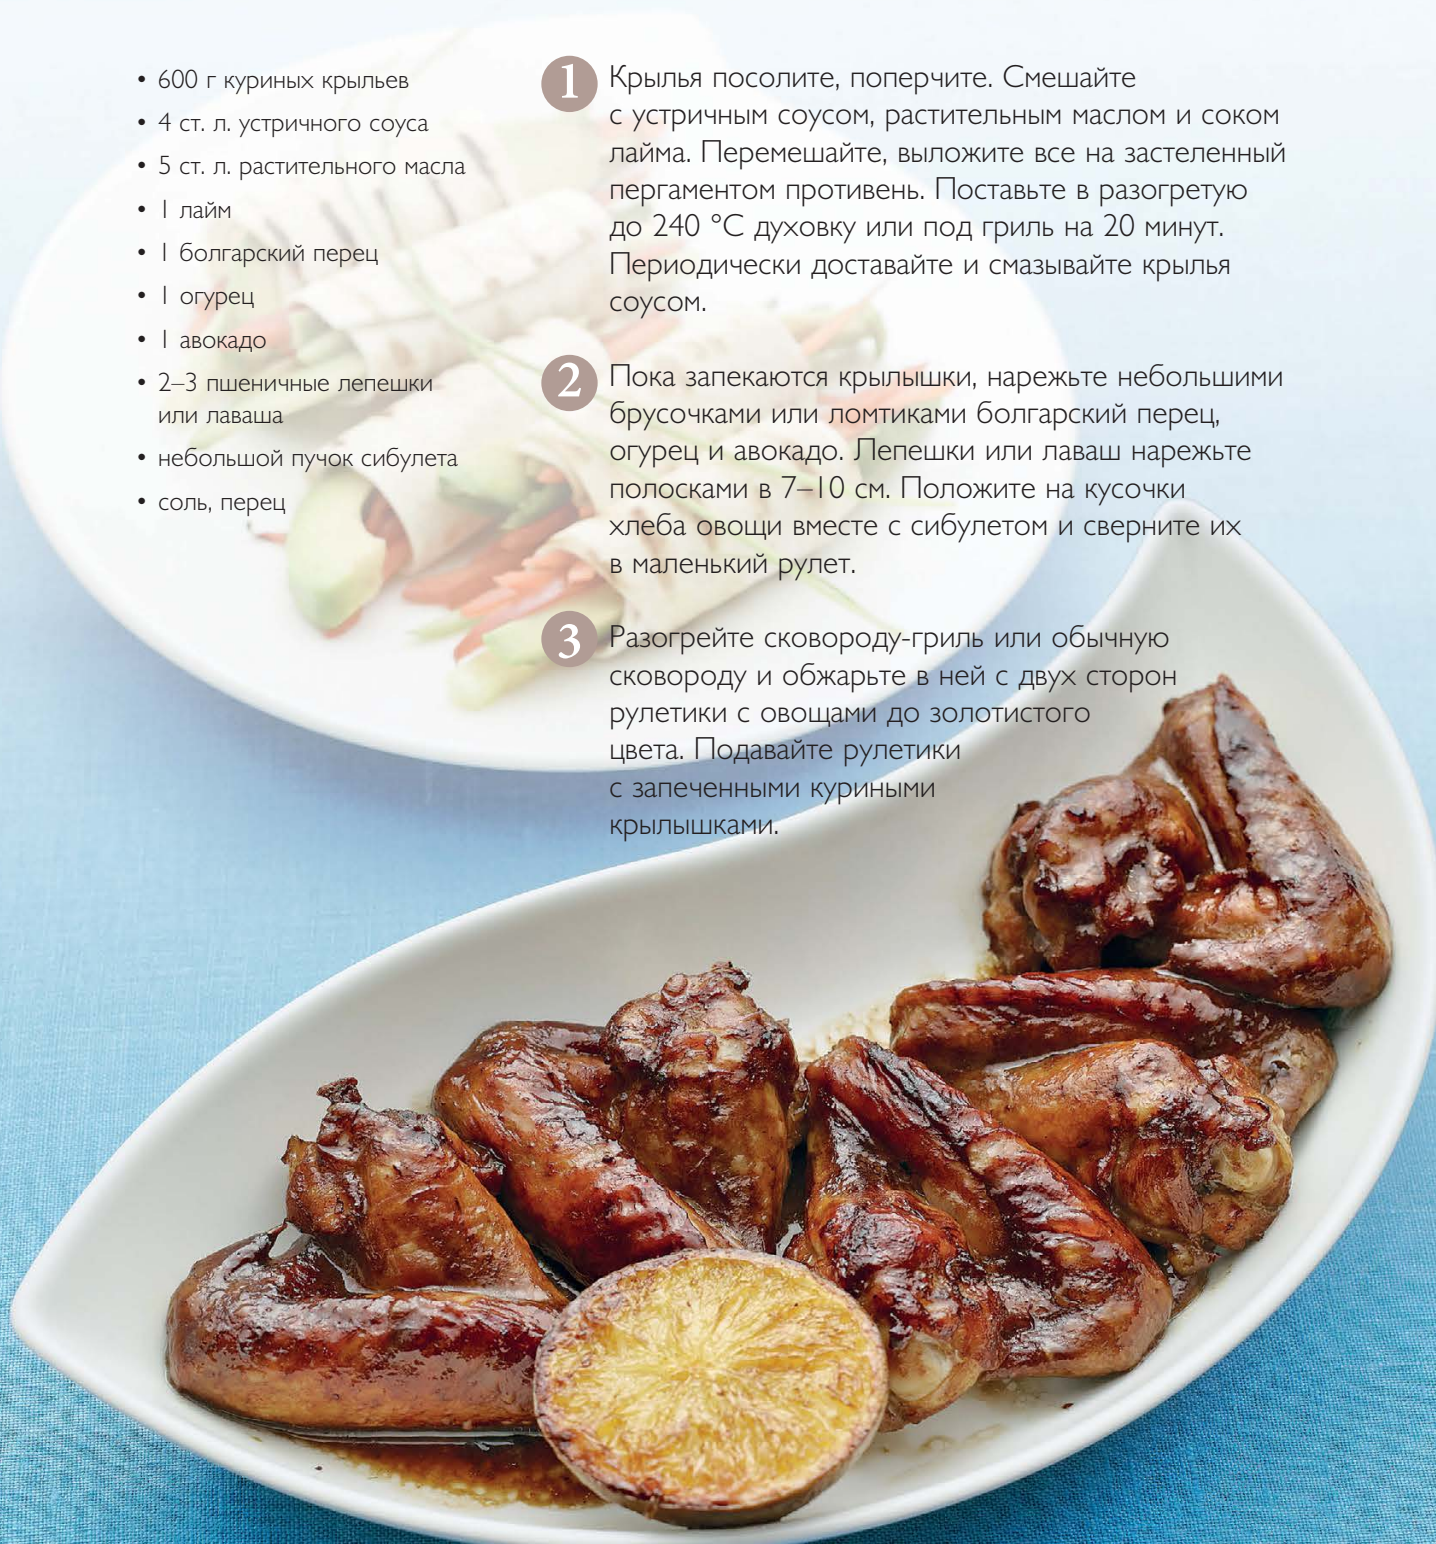 • 600 г куриных крыльев
• 4 ст. л. устричного соуса
• 5 ст. л. растительного масла
• 1 лайм
• 1 болгарский перец
• 1 огурец
• 1 авокадо
• 2–3 пшеничные лепешки
или лаваша
• небольшой пучок сибулета
• соль, перец
1 Крылья посолите, поперчите. Смешайте
с устричным соусом, растительным маслом и соком
лайма. Перемешайте, выложите все на застеленный
пергаментом противень. Поставьте в разогретую
до 240 °С духовку или под гриль на 20 минут.
Периодически доставайте и смазывайте крылья
соусом.
2 Пока запекаются крылышки, нарежьте небольшими
брусочками или ломтиками болгарский перец,
огурец и авокадо. Лепешки или лаваш нарежьте
полосками в 7–10 см. Положите на кусочки
хлеба овощи вместе с сибулетом и сверните их
в маленький рулет.
3 Разогрейте сковороду-гриль или обычную
сковороду и обжарьте в ней с двух сторон
рулетики с овощами до золотистого
цвета. Подавайте рулетики
с запеченными куриными
крылышками.